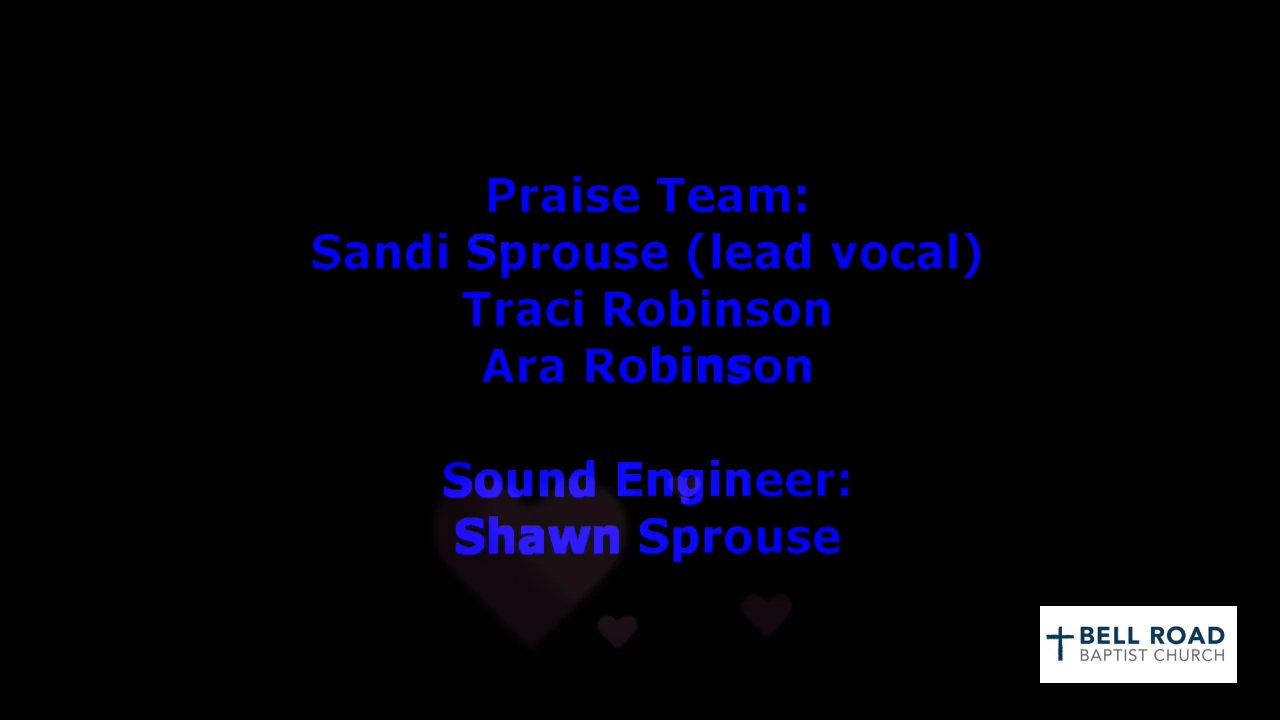 Praise Team:
Sandi Sprouse (lead vocal)
Traci Robinson
Ara Robinson
Sound Engineer:
Shawn Sprouse
BELL ROAD
BAPTIST CHURCH